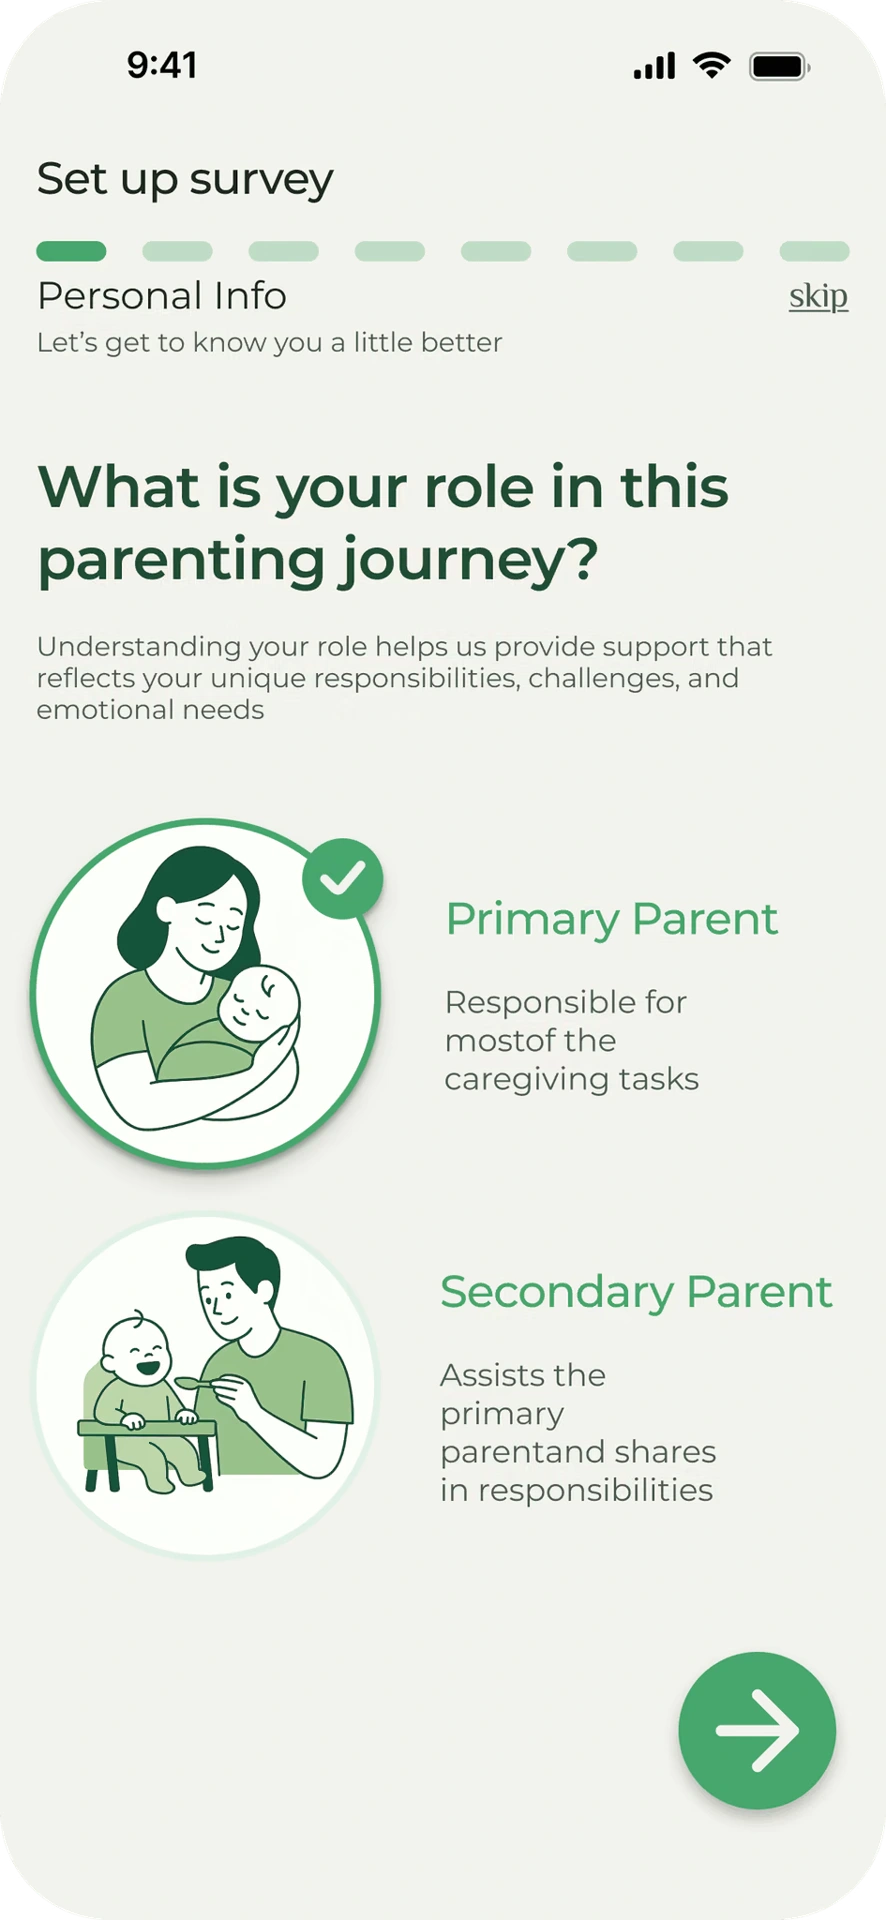 9:41
Set up survey
Personal Info
skip
Let’s get to know you a little better
What is your role in this
parenting journey?
Understanding your role helps us provide support that
reflects your unique responsibilities, challenges, and
emotional needs
Primary Parent
Responsible for
mostof the
caregiving tasks
Secondary Parent
Assists the
primary
parentand shares
in responsibilities